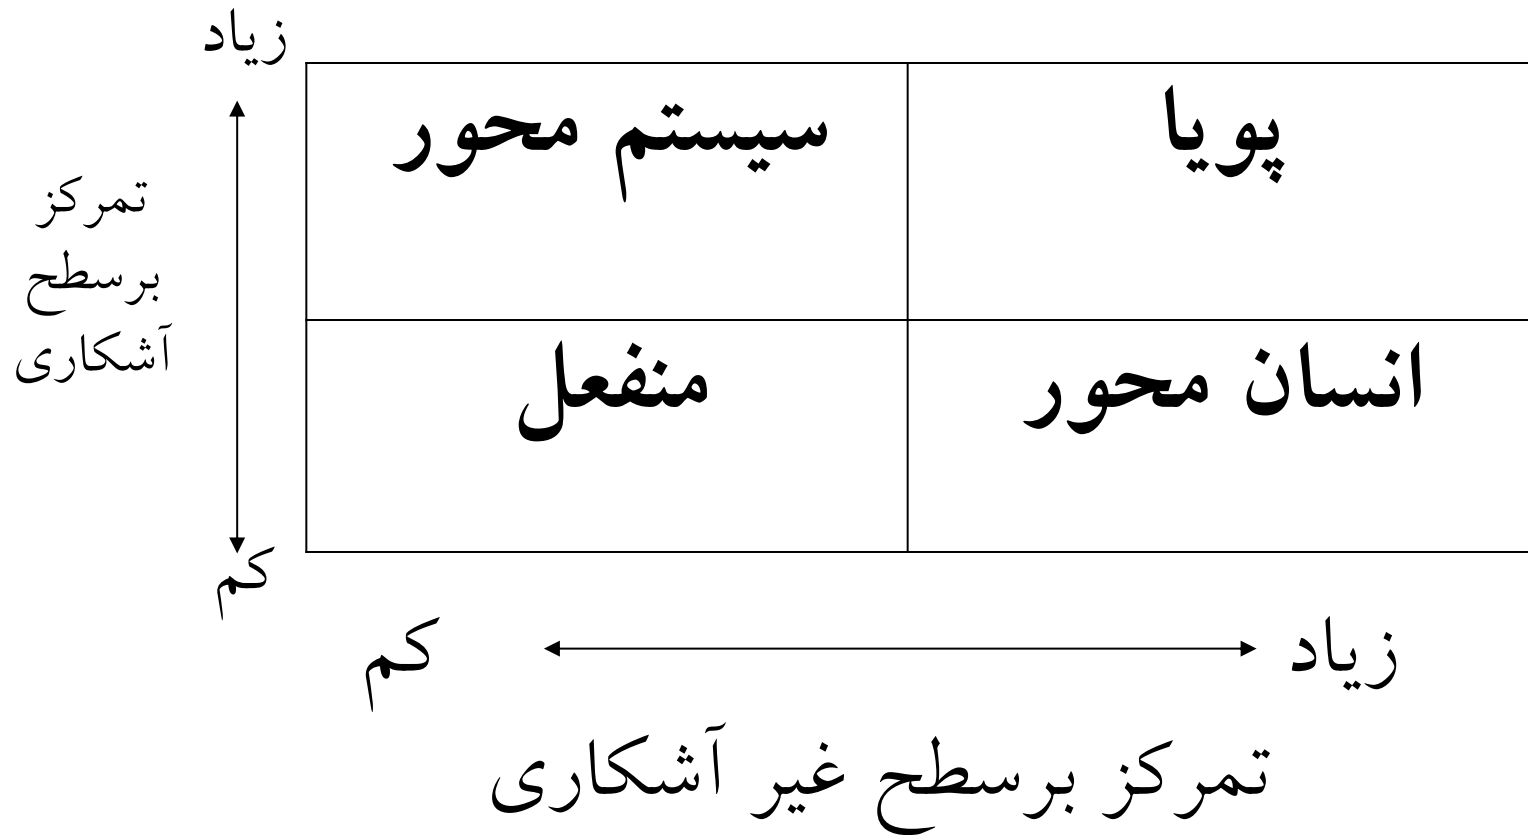 زیاد
پویا
سیستم محور
تمرکز
برسطح
آشکاری
انسان محور
منفعل
کم
زیاد
کم
تمرکز برسطح غیر آشکاری